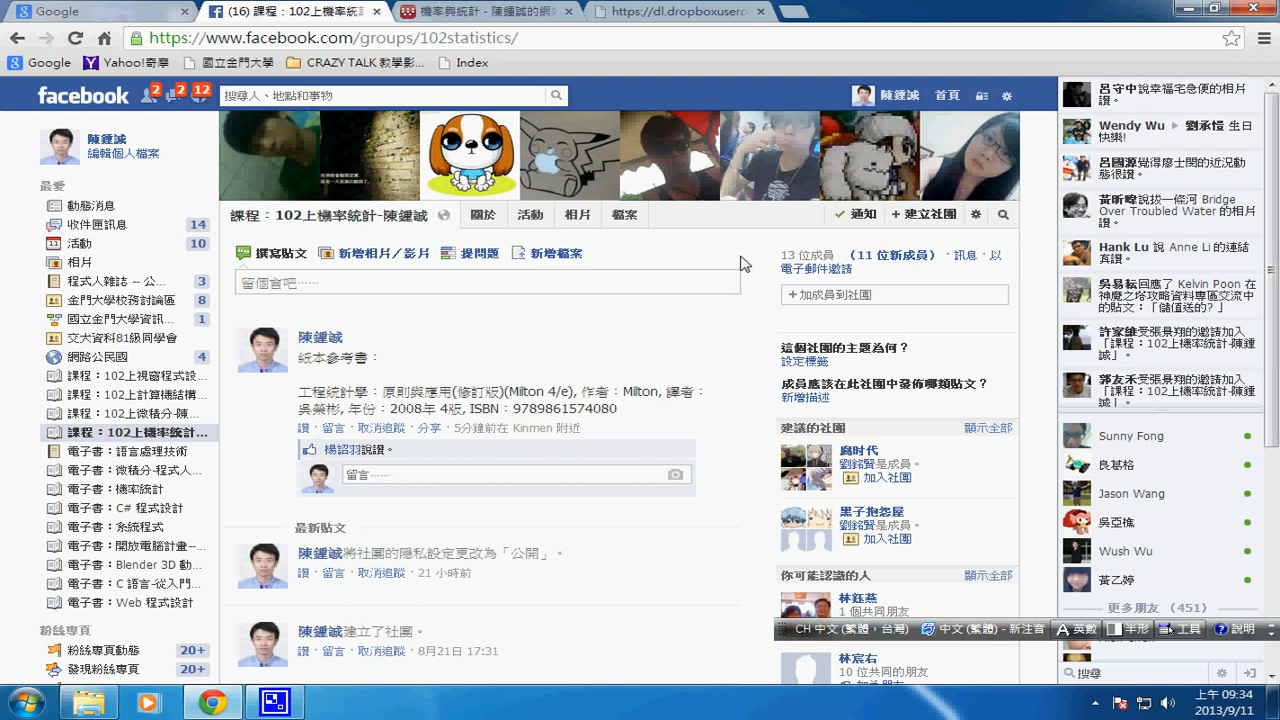 Google
(16) 課程：102上機率統計
機率與統計 - 陳鍾誠的網站
https://dl.dropboxuserc
https://www.facebook.com/groups/102statistics/
Google
Yahoo!奇摩
國立金門大學
CRAZY TALK 教學影...
Index
facebook
2
2
12
搜尋人、地點和事物
陳鍾誠
首頁
陳鍾誠
編輯個人檔案
最愛
動態消息
收件匣訊息 14
活動 10
相片
程式人雜誌 -- 公... 3
金門大學校務討論區 8
國立金門大學資訊... 1
交大資科81級同學會
網路公民國 4
課程：102上視窗程式設...
課程：102上計算機結構...
課程：102上微積分-陳...
課程：102上機率統計...
電子書：語言處理技術
電子書：微積分-程式人...
電子書：機率統計
電子書：C# 程式設計
電子書：系統程式
電子書：開放電腦計畫--...
電子書：Blender 3D 動...
電子書：C 語言-從入門...
電子書：Web 程式設計
粉絲專頁
粉絲專頁動態 20+
發現粉絲專頁 20+
課程：102上機率統計-陳鍾誠
關於
活動
相片
檔案
通知
建立社團
撰寫貼文
新增相片／影片
提問題
新增檔案
留個言吧......
陳鍾誠
紙本參考書：
工程統計學：原則與應用(修訂版)(Milton 4/e), 作者：Milton, 譯者：
吳榮彬, 年份：2008年 4版, ISBN：9789861574080
讚 · 留言 · 取消追蹤 · 分享 · 5分鐘前在 Kinmen 附近
楊詔羽說讚。
留言......
最新貼文
陳鍾誠將社團的隱私設定更改為「公開」。
讚 · 留言 · 取消追蹤 · 21 小時前
陳鍾誠建立了社團。
讚 · 留言 · 取消追蹤 · 8月21日 17:31
13 位成員 (11 位新成員) · 訊息 · 以
電子郵件邀請
+加成員到社團
這個社團的主題為何？
設定標籤
成員應該在此社團中發佈哪類貼文？
新增描述
建議的社團
顯示全部
腐时代
劉銘賢是成員。
加入社團
黑子抱怨屋
劉銘賢是成員。
加入社團
你可能認識的人
顯示全部
林鈺燕
1 個共同朋友
林宸右
10 位共同的朋友
呂守中說幸福宅急便的相片
讚。
Wendy Wu ▸ 劉承愷 生日
快樂!
呂國源覺得廖士閔的近況動
態很讚。
黃昕暐說拔一條河 Bridge
Over Troubled Water 的相片
讚。
Hank Lu 說 Anne Li 的連結
真讚。
吳易耘回應了 Kelvin Poon 在
神魔之塔攻略資料專區交流中
的貼文：「儲值送的? 」
許家雄受張景翔的邀請加入
「課程：102上機率統計-陳鍾
誠」。
郭友禾受張景翔的邀請加入
「課程：102上機率統計-陳鍾
誠」。
Sunny Fong
良基格
Jason Wang
吳亞樵
Wush Wu
黃乙婷
更多朋友 (451)
CH 中文 (繁體，台灣)
中文 (繁體) - 新注音
英數
半形
工具
說明
搜尋
上午 09:34
2013/9/11